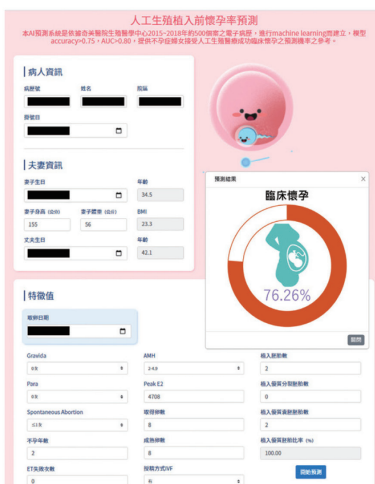 人工生殖植入前懷孕率預測
本AI預測系統是依據奇美醫院生殖醫學中心2015~2018年約500個案之電子病歷，進行machine learning而建立，模型
accuracy>0.75，AUC>0.80，提供不孕症婦女接受人工生殖醫療成功臨床懷孕之預測機率之參考。
病人資訊
病歷號 姓名 院區
掛號日
夫妻資訊
妻子生日 年齡
34.5
妻子身高 (公分) 妻子體重 (公斤) BMI
155 56 23.3
丈夫生日 年齡
42.1
預測結果 X
臨床懷孕
76.26%
關閉
特徵值
取卵日期
Gravida AMH 植入胚胎數
2-4.9 2
Para Peak E2 植入優質分裂胚胎數
4708 0
Spontaneous Abortion 取得卵數 植入優質囊胚胎數
8 2
不孕年數 成熟卵數 植入優質胚胎比率 (%)
2 8 100.00
ET失敗次數 授精方式IVF 開始預測
0